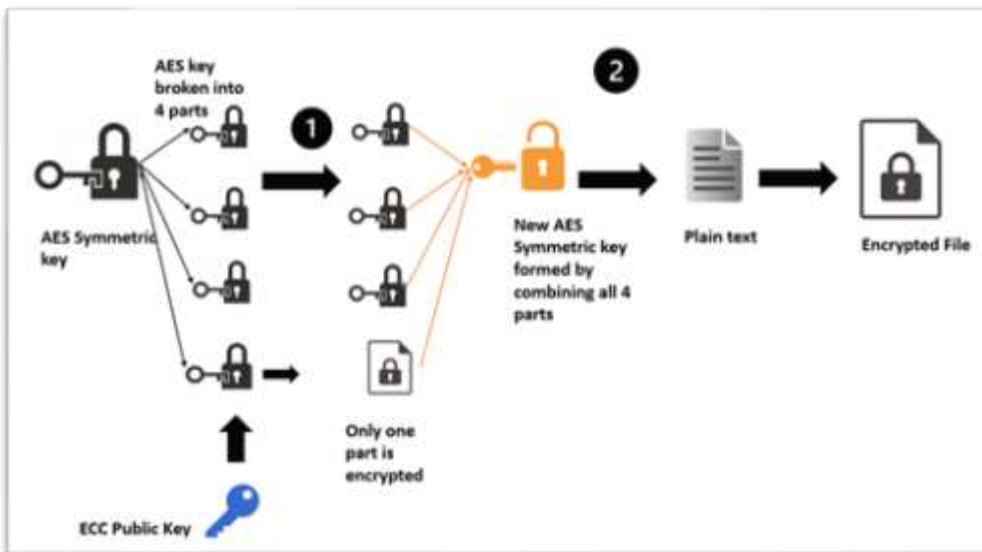 AES key
broken into
4 parts
1
2
AES Symmetric
key
New AES
Symmetric key
formed by
combining all 4
parts
Plain text
Encrypted File
Only one
part is
encrypted
ECC Public Key